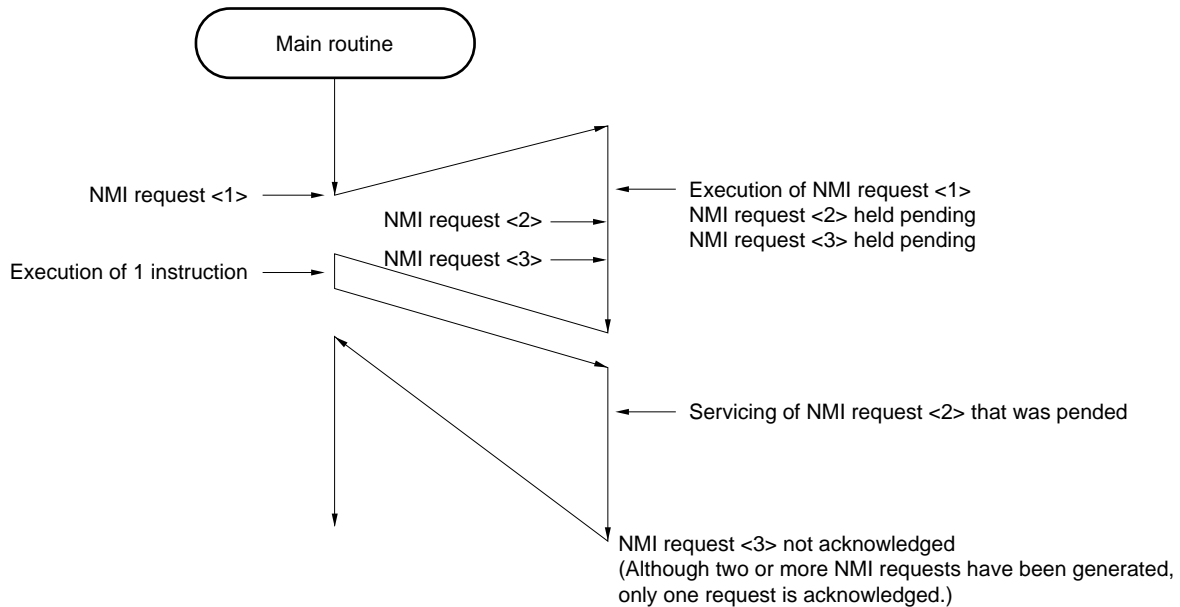 Main routine
NMI request <1>
Execution of NMI request <1>
NMI request <2> held pending
NMI request <3> held pending
NMI request <2>
NMI request <3>
Execution of 1 instruction
Servicing of NMI request <2> that was pended
NMI request <3> not acknowledged
(Although two or more NMI requests have been generated,
only one request is acknowledged.)